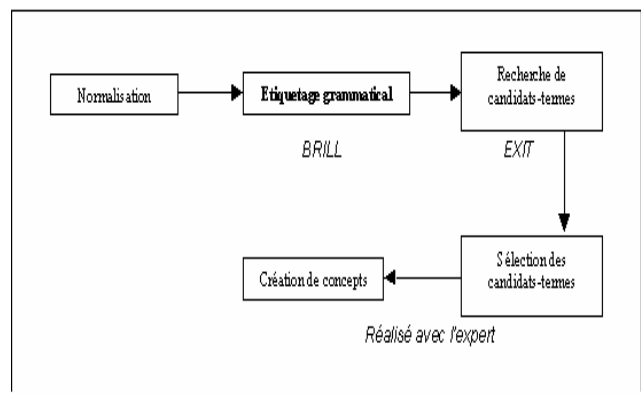 Normalisation
Etiquetage grammatical
Recherche de
candidats-termes
BRILL
EXIT
Sélection des
candidats-termes
Création de concepts
Réalisé avec l'expert